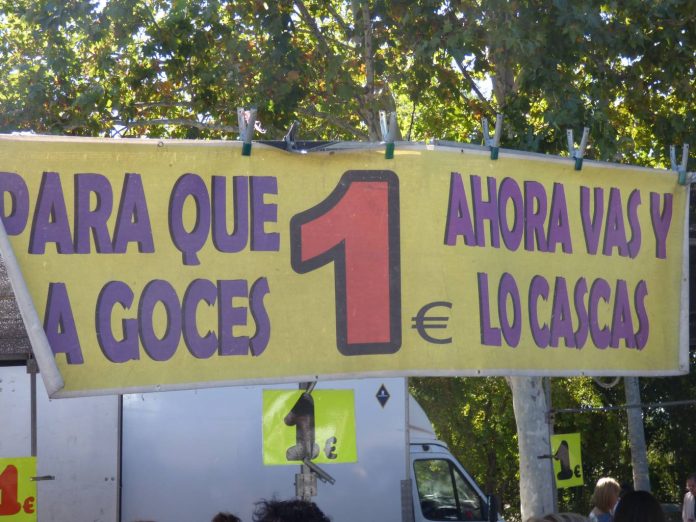 PARA QUE
A GOCES
1 €
AHORA VAS Y
LO CASCAS
1€
1€
1€